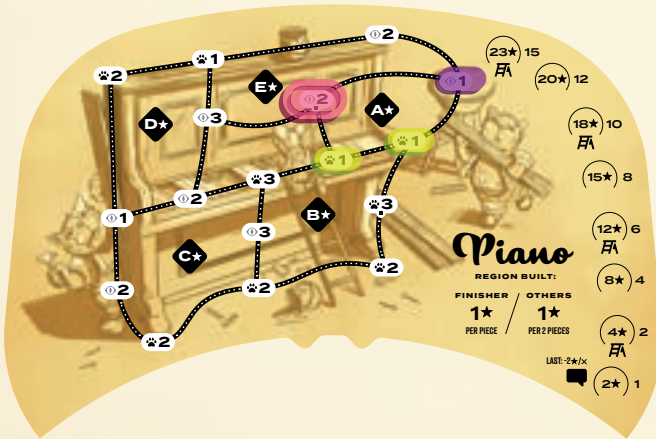 2
1
2
23★ 15
20★ 12
E★
2
1
A★
D★
3
18★ 10
1
1
3
15★ 8
2
3
1
B★
3
12★ 6
C★
Piano
2
2
REGION BUILT:
8★ 4
2
FINISHER / OTHERS
1★ 1★
PER PIECE PER 2 PIECES
4★ 2
2
LAST: -2★/×
2★ 1